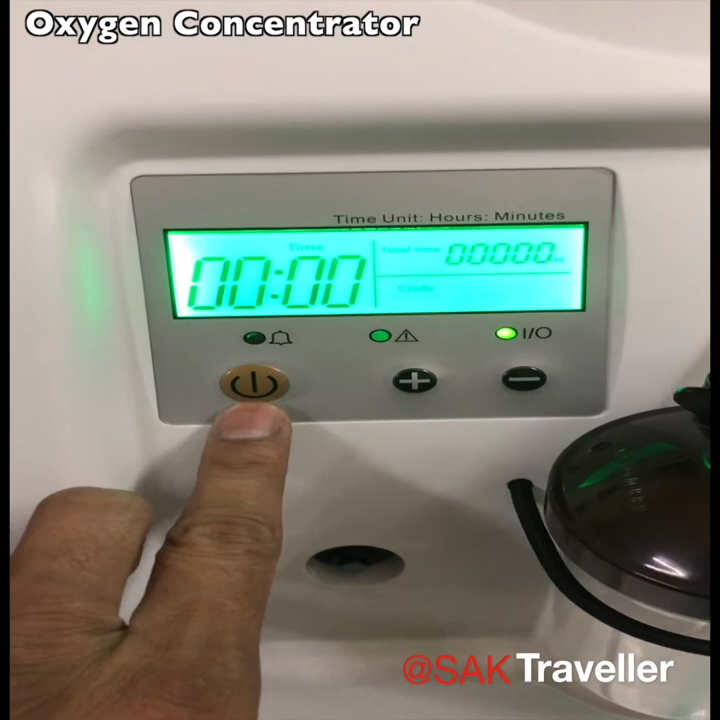 Oxygen Concentrator
Time Unit: Hours: Minutes
Time
Total time
00000
00:00
Code
I/O
@SAK Traveller